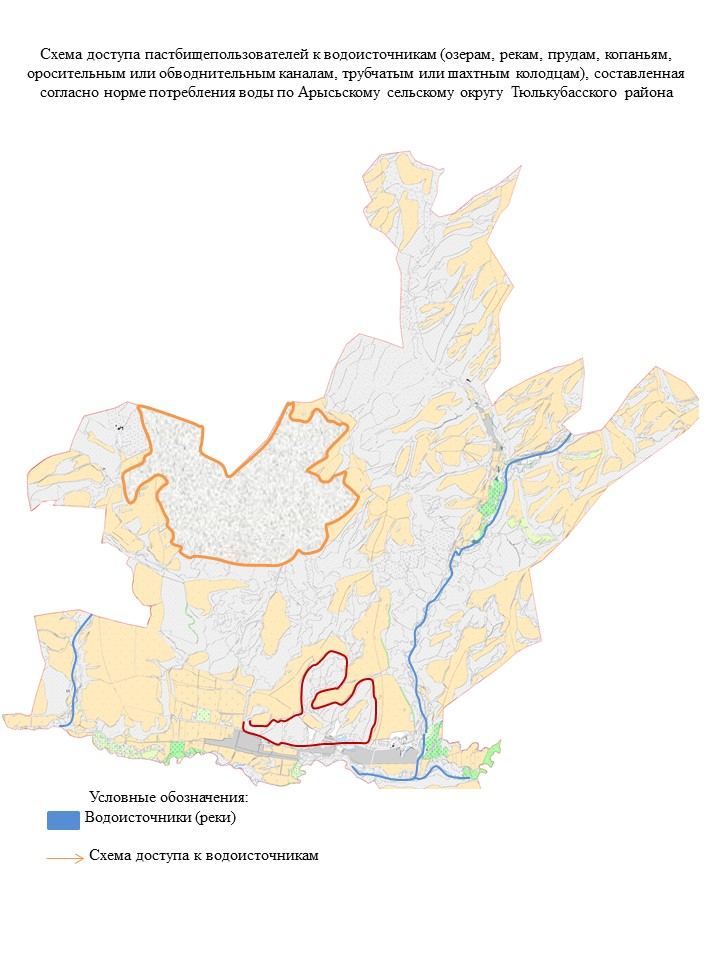 Схема доступа пастбищепользователей к водоисточникам (озерам, рекам, прудам, копаньям,
оросительным или обводнительным каналам, трубчатым или шахтным колодцам), составленная
согласно норме потребления воды по Арысьскому сельскому округу Тюлькубасского района
Условные обозначения:
Водоисточники (реки)
Схема доступа к водоисточникам